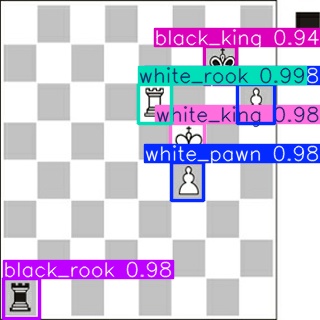 black_king 0.94
white_rook 0.998
white_king 0.98
white_pawn 0.98
black_rook 0.98